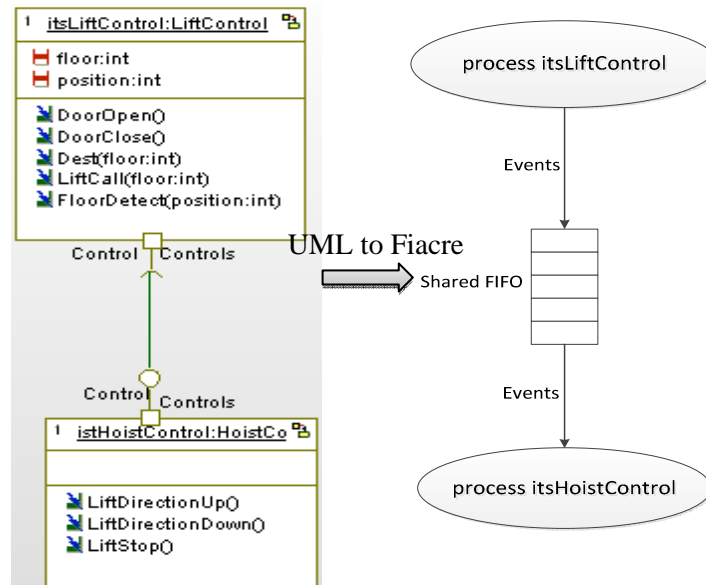 1 itsLiftControl:LiftControl
floor:int
position:int
DoorOpen()
DoorClose()
Dest(floor:int)
LiftCall(floor:int)
FloorDetect(position:int)
Control Controls
Control
Controls
1 istHoistControl:HoistCo
LiftDirectionUp()
LiftDirectionDown()
LiftStop()
UML to Fiacre
process itsLiftControl
Events
Shared FIFO
Events
process itsHoistControl